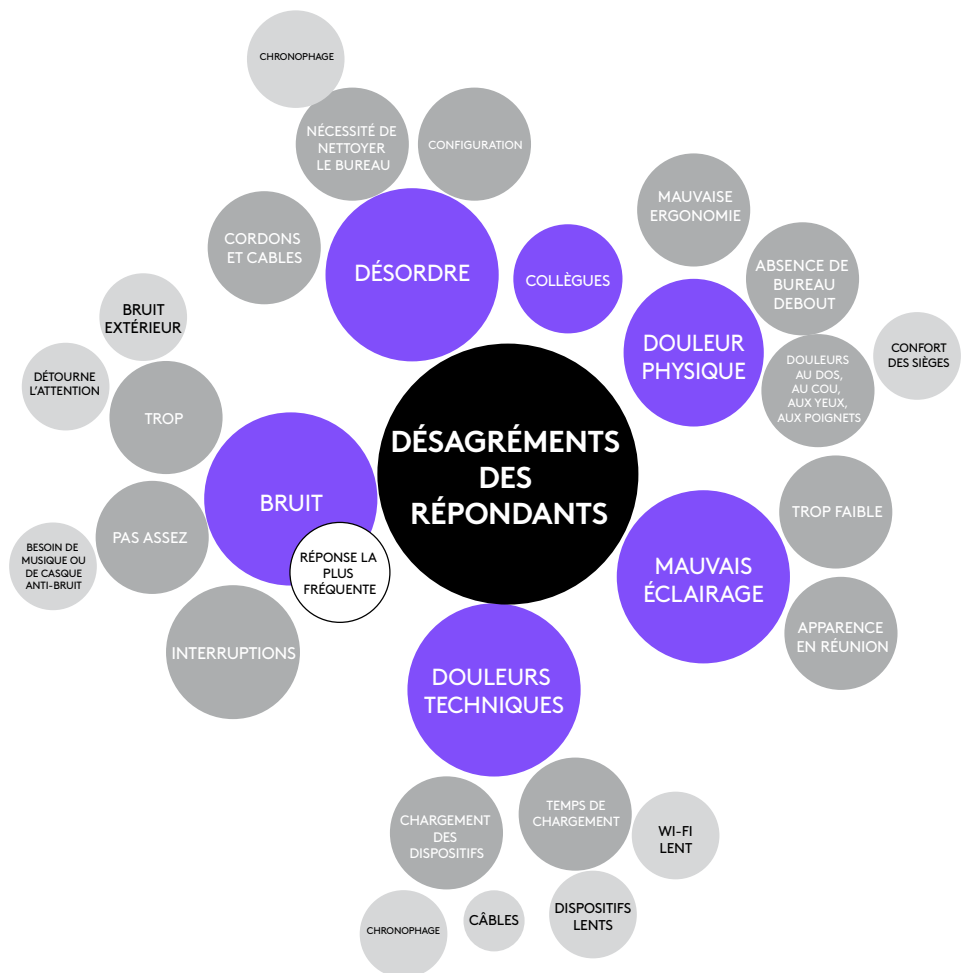 CHRONOPHAGE
NÉCESSITÉ DE
NETTOYER
LE BUREAU
CONFIGURATION
CORDONS
ET CABLES
DÉSORDRE
COLLÈGUES
MAUVAISE
ERGONOMIE
ABSENCE DE
BUREAU
DEBOUT
DOULEUR
PHYSIQUE
DOULEURS
AU DOS,
AU COU,
AUX YEUX,
AUX POIGNETS
CONFORT
DES SIÈGES
BRUIT
EXTÉRIEUR
DÉTOURNE
L'ATTENTION
TROP
PAS ASSEZ
BESOIN DE
MUSIQUE OU
DE CASQUE
ANTI-BRUIT
BRUIT
RÉPONSE LA
PLUS
FRÉQUENTE
INTERRUPTIONS
DÉSAGRÉMENTS
DES
RÉPONDANTS
TROP FAIBLE
MAUVAIS
ÉCLAIRAGE
APPARENCE
EN RÉUNION
DOULEURS
TECHNIQUES
CHARGEMENT
DES
DISPOSITIFS
TEMPS DE
CHARGEMENT
WI-FI
LENT
CHRONOPHAGE
CÂBLES
DISPOSITIFS
LENTS